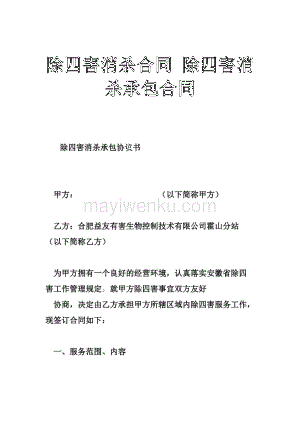 除四害消杀合同 除四害消
杀承包合同
除四害消杀承包协议书
甲方： （以下简称甲方）
mayiwenku.com
乙方：合肥益友有害生物控制技术有限公司霍山分站
（以下简称乙方）
为甲方拥有一个良好的经营环境，认真落实安徽省除四
害工作管理规定。就甲方除四害事宜双方友好
协商，决定由乙方承担甲方所辖区域内除四害服务工作，
现签订合同如下：
一、服务范围、内容